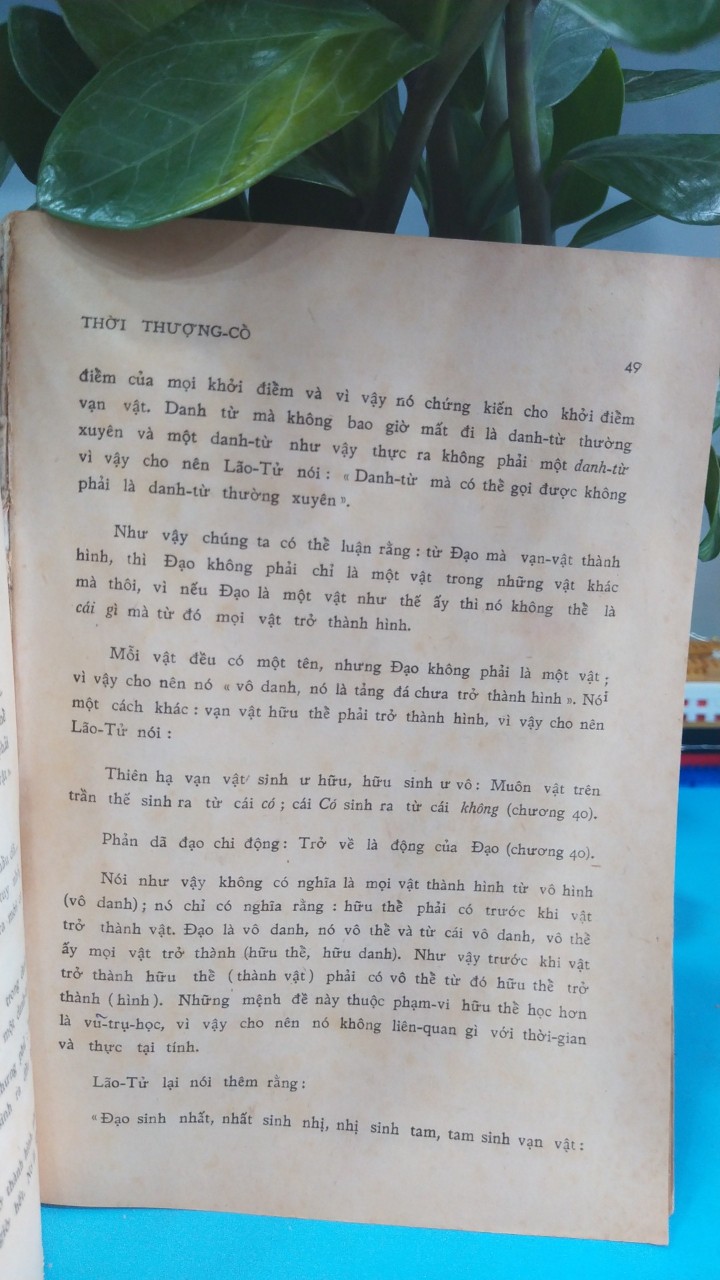 THỜI THƯỢNG-CỔ
49
điểm của mọi khởi điểm và vì vậy nó chứng kiến cho khởi điểm
vạn vật. Danh từ mà không bao giờ mất đi là danh-từ thường
xuyên và một danh-từ như vậy thực ra không phải một danh-từ
vì vậy cho nên Lão-Tử nói : « Danh-từ mà có thể gọi được không
phải là danh-từ thường xuyên ».
Như vậy chúng ta có thể luận rằng : từ Đạo mà vạn-vật thành
hình, thì Đạo không phải chỉ là một vật trong những vật khác
mà thôi, vì nếu Đạo là một vật như thế ấy thì nó không thể là
cái gì mà từ đó mọi vật trở thành hình.
Mỗi vật đều có một tên, nhưng Đạo không phải là một vật ;
vì vậy cho nên nó « vô danh, nó là tảng đá chưa trở thành hình ». Nói
một cách khác : vạn vật hữu thể phải trở thành hình, vì vậy cho nên
Lão-Tử nói :
Thiên hạ vạn vật sinh ư hữu, hữu sinh ư vô : Muôn vật trên
trần thế sinh ra từ cái có ; cái Có sinh ra từ cái không (chương 40).
Phản dã đạo chi động : Trở về là động của Đạo (chương 40).
Nói như vậy không có nghĩa là mọi vật thành hình từ vô hình
(vô danh) ; nó chỉ có nghĩa rằng : hữu thể phải có trước khi vật
trở thành vật. Đạo là vô danh, nó vô thể và từ cái vô danh, vô thể
ấy mọi vật trở thành (hữu thể, hữu danh). Như vậy trước khi vật
trở thành hữu thể (thành vật) phải có vô thể từ đó hữu thể trở
thành (hình). Những mệnh đề này thuộc phạm-vi hữu thể học hơn
là vũ-trụ-học, vì vậy cho nên nó không liên-quan gì với thời-gian
và thực tại tính.
Lão-Tử lại nói thêm rằng :
« Đạo sinh nhất, nhất sinh nhị, nhị sinh tam, tam sinh vạn vật :